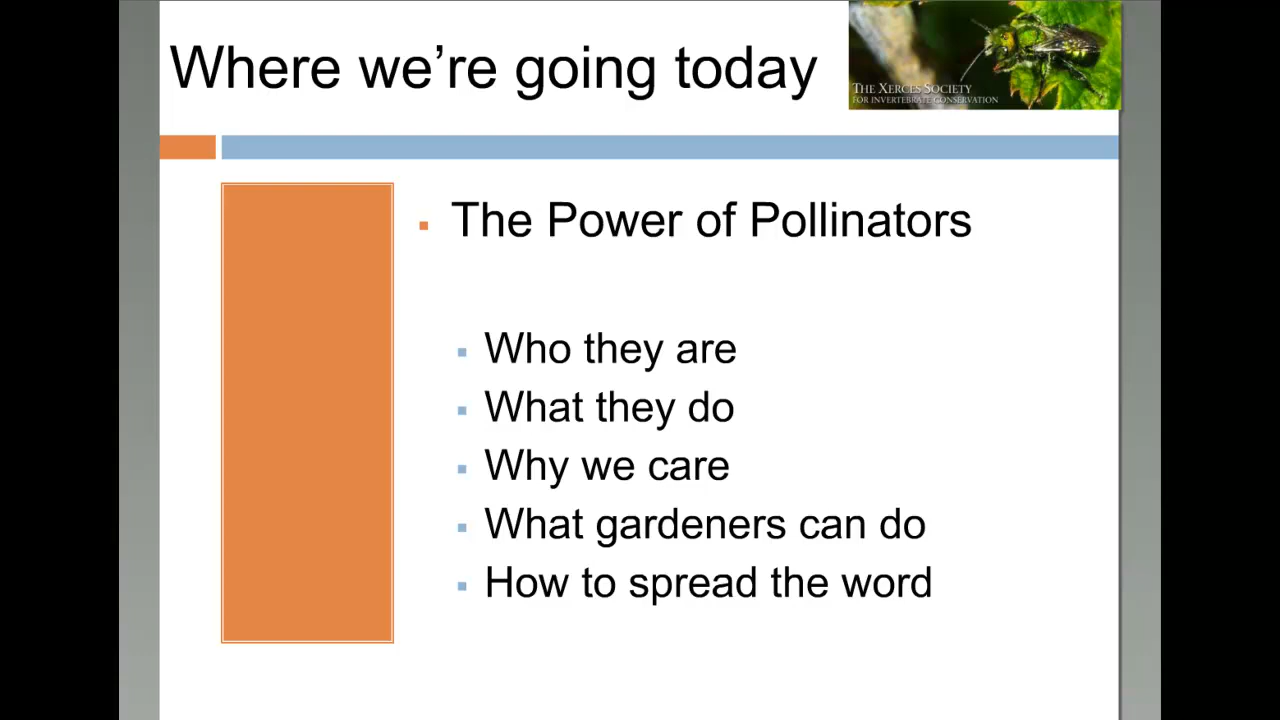 Where we’re going today
THE XERCES SOCIETY
FOR INVERTEBRATE CONSERVATION
The Power of Pollinators
Who they are
What they do
Why we care
What gardeners can do
How to spread the word